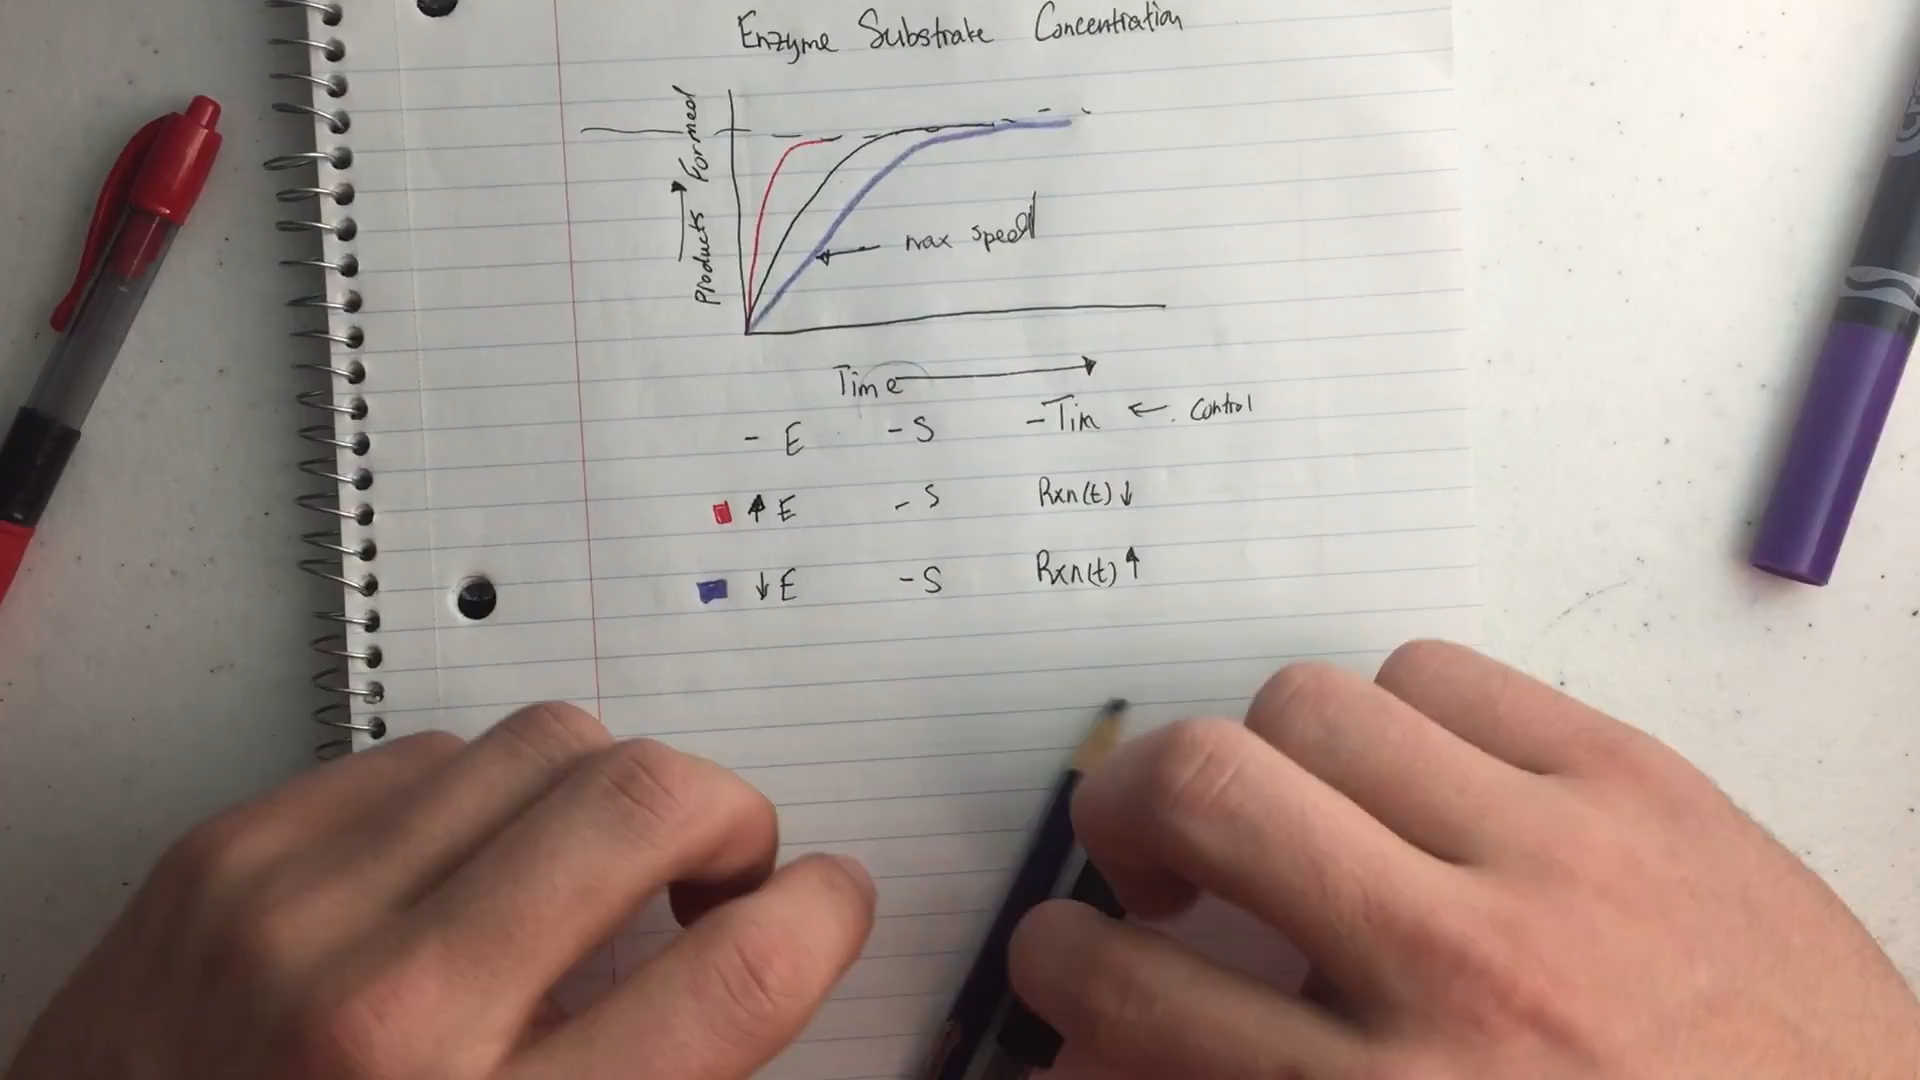 Enzyme Substrate Concentration
Products Formed
max speed
Time
- E - S - Tim ← control
↑ E - S Rxn(t) ↓
↓ E - S Rxn(t) ↑